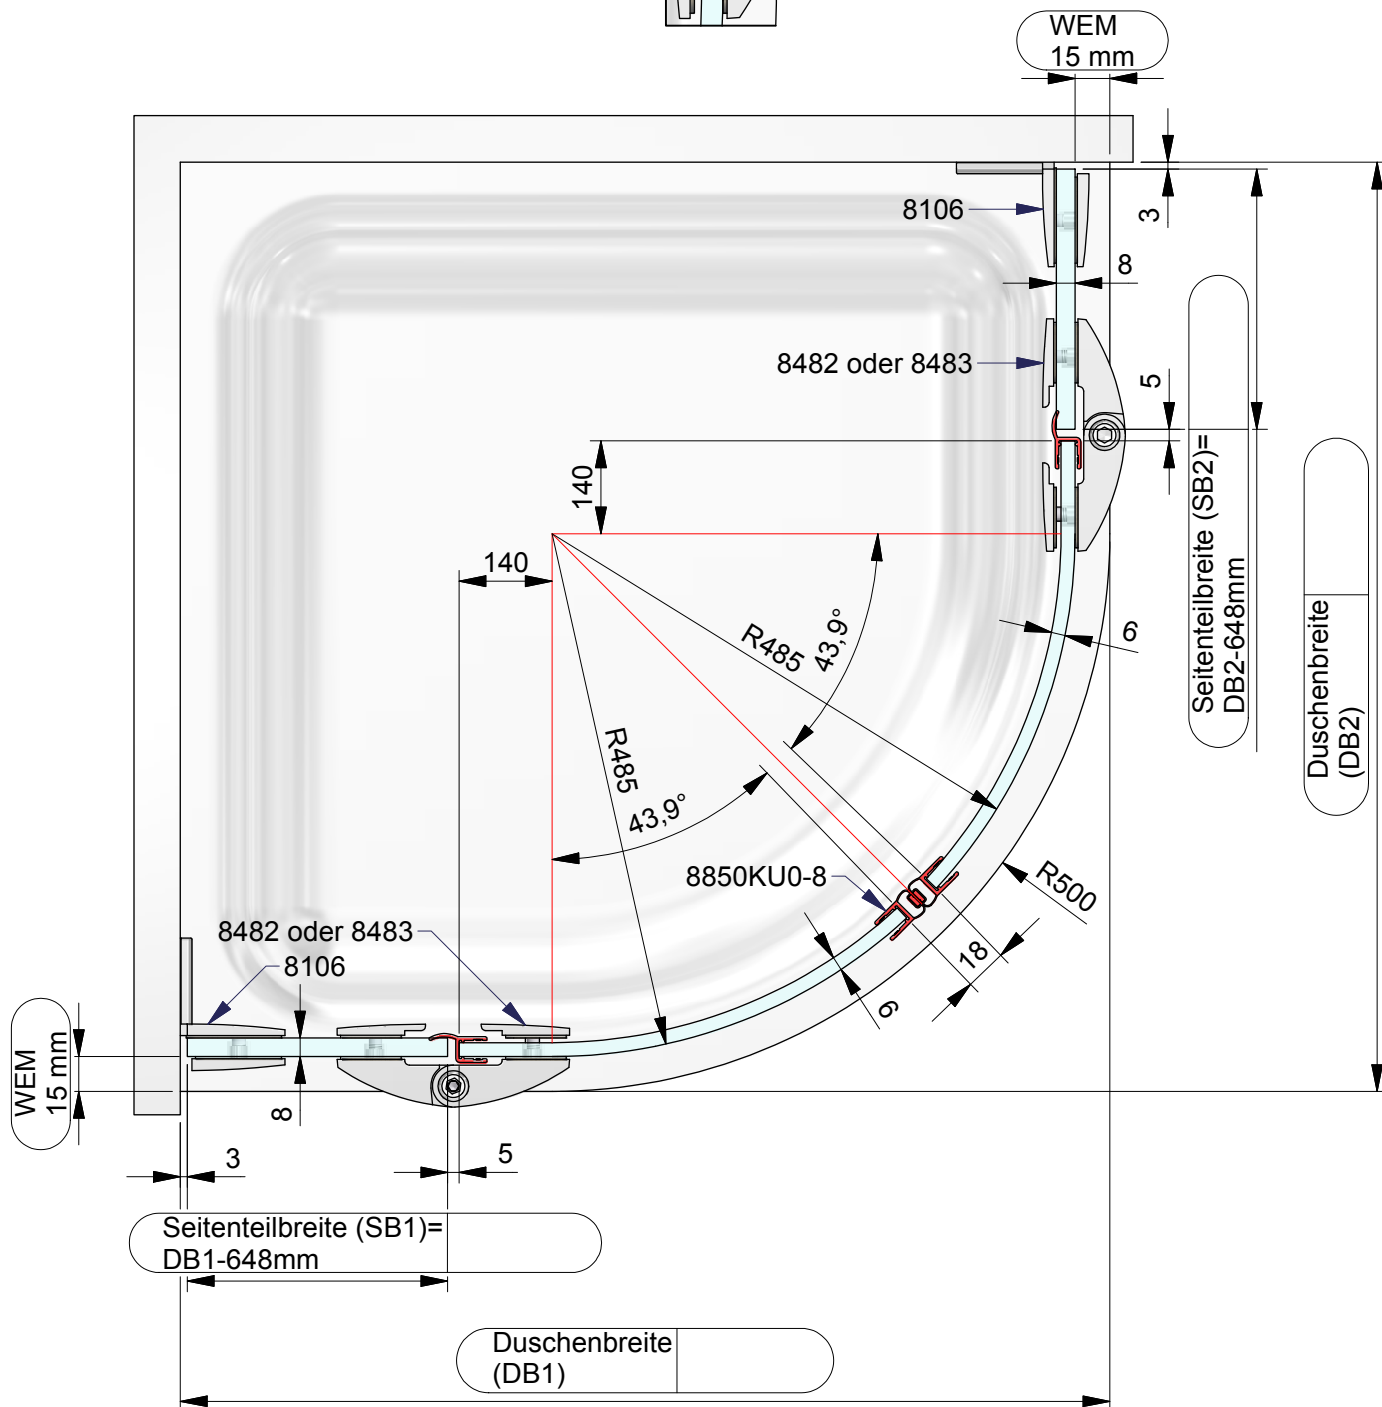 WEM
15 mm
3
8106
8
8482 oder 8483
5
140
Seitenteilbreite (SB2)=
DB2-648mm
Duschenbreite
(DB2)
140
R485
43,9°
6
R485
43,9°
8850KU0-8
R500
18
6
8482 oder 8483
8106
WEM
15 mm
8
3
5
Seitenteilbreite (SB1)=
DB1-648mm
Duschenbreite
(DB1)